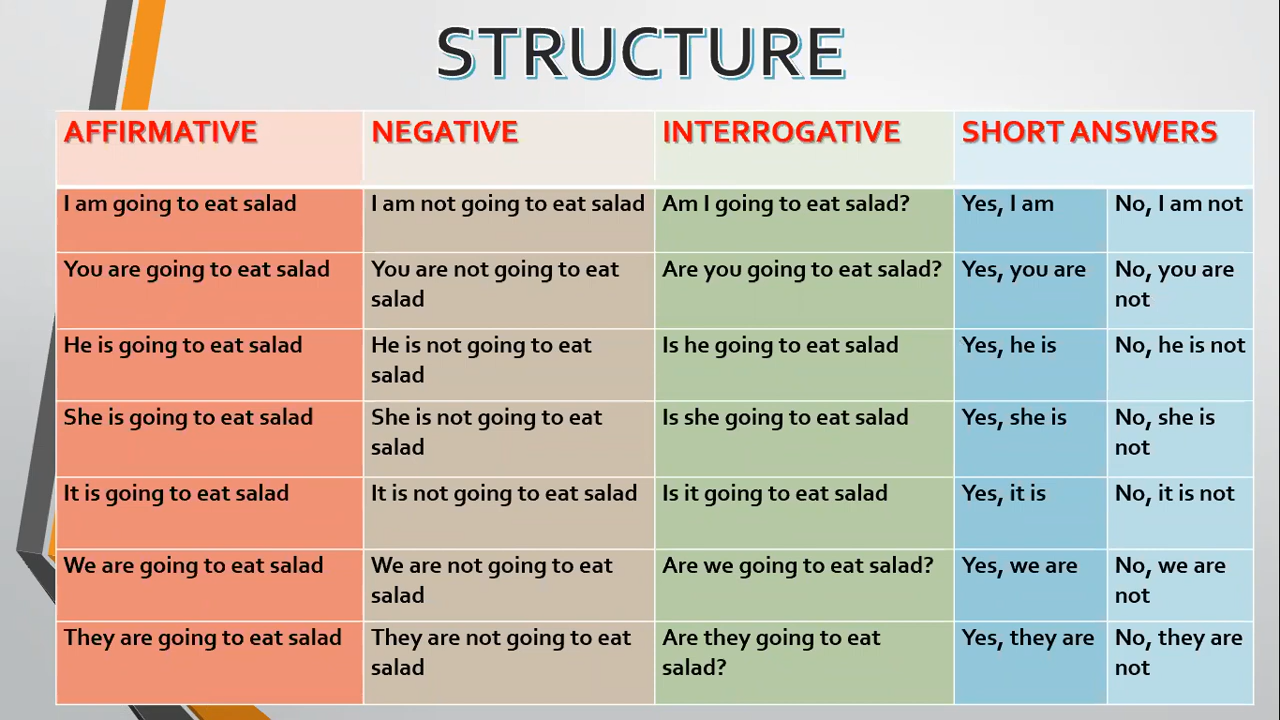 STRUCTURE
AFFIRMATIVE
NEGATIVE
INTERROGATIVE
SHORT ANSWERS
I am going to eat salad
I am not going to eat salad
Am I going to eat salad?
Yes, I am
No, I am not
You are going to eat salad
You are not going to eat
salad
Are you going to eat salad?
Yes, you are
No, you are
not
He is going to eat salad
He is not going to eat
salad
Is he going to eat salad
Yes, he is
No, he is not
She is going to eat salad
She is not going to eat
salad
Is she going to eat salad
Yes, she is
No, she is
not
It is going to eat salad
It is not going to eat salad
Is it going to eat salad
Yes, it is
No, it is not
We are going to eat salad
We are not going to eat
salad
Are we going to eat salad?
Yes, we are
No, we are
not
They are going to eat salad
They are not going to eat
salad
Are they going to eat
salad?
Yes, they are
No, they are
not